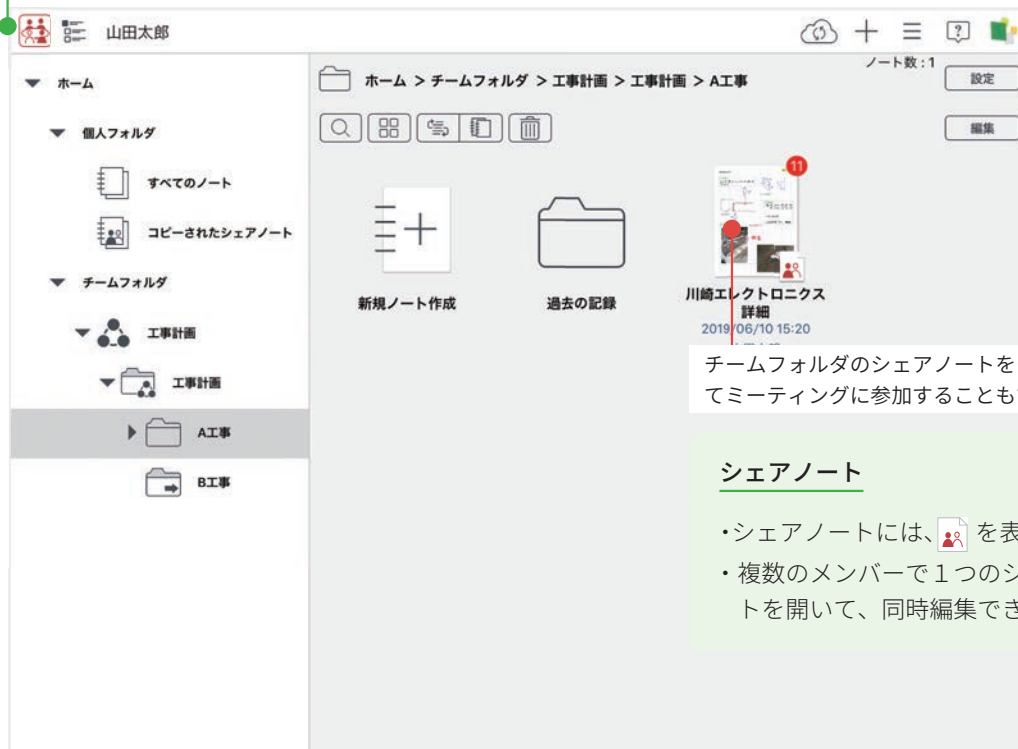 山田太郎
ノート数 : 1
ホーム
ホーム > チームフォルダ > 工事計画 > 工事計画 > A工事
設定
個人フォルダ
編集
すべてのノート
コピーされたシェアノート
チームフォルダ
工事計画
工事計画
A工事
B工事
11
新規ノート作成
過去の記録
川崎エレクトロニクス
詳細
2019/06/10 15:20
チームフォルダのシェアノートを
てミーティングに参加することも
シェアノート
・シェアノートには、 を表
・複数のメンバーで１つのシ
トを開いて、同時編集でき